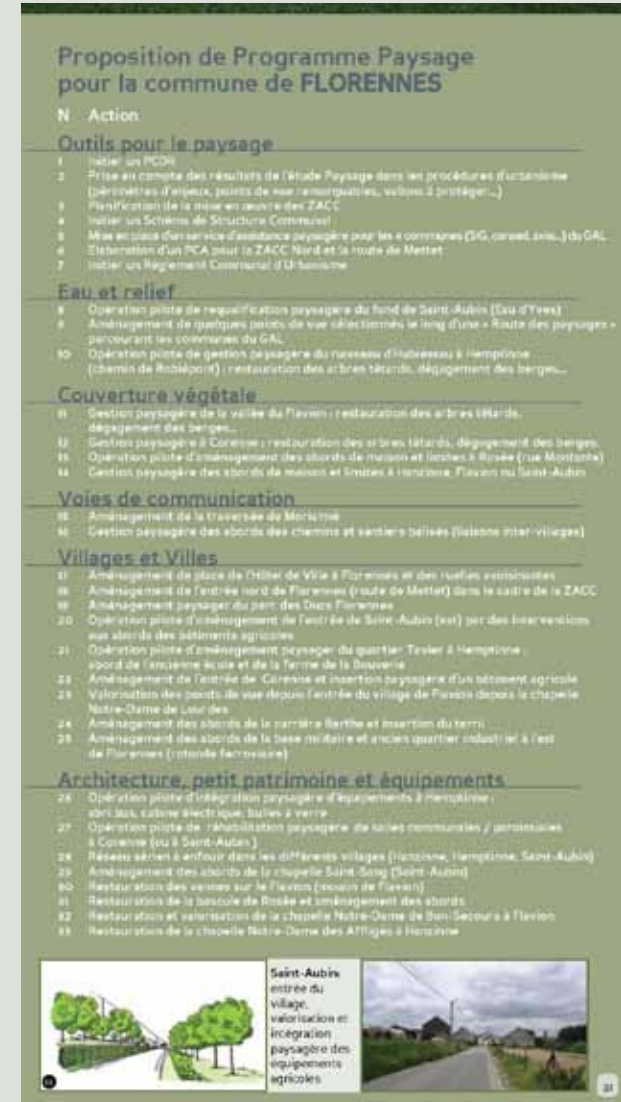 Proposition de Programme Paysage
pour la commune de FLORENNES
N Action
Outils pour le paysage
1 Initier un PCDR
2 Prise en compte des résultats de l'étude Paysage dans les procédures d'urbanisme
(périmètres d'enjeux, points de vue remarquables, vallons à protéger...)
3 Planification de la mise en œuvre des ZACC
4 Initier un Schéma de Structure Communal
5 Mise en place d'un service d'assistance paysagère pour les 4 communes (SIG, conseil, avis...) du GAL
6 Elaboration d'un PCA pour la ZACC Nord et la route de Mettet
7 Initier un Règlement Communal d'Urbanisme
Eau et relief
8 Opération pilote de requalification paysagère du fond de Saint-Aubin (Eau d'Yves)
9 Aménagement de quelques points de vue sélectionnés le long d'une « Route des paysages »
parcourant les communes du GAL
10 Opération pilote de gestion paysagère du ruisseau d'Hubiessau à Hemptinne
(chemin de Robiépont) : restauration des arbres têtards, dégagement des berges...
Couverture végétale
11 Gestion paysagère de la vallée du Flavion : restauration des arbres têtards,
dégagement des berges...
12 Gestion paysagère à Corenne : restauration des arbres têtards, dégagement des berges
13 Opération pilote d'aménagement des abords de maison et limites à Rosée (rue Montante)
14 Gestion paysagère des abords de maison et limites à Hanzinne, Flavion ou Saint-Aubin
Voies de communication
15 Aménagement de la traversée de Morialmé
16 Gestion paysagère des abords des chemins et sentiers balisés (liaisons inter-villages)
Villages et Villes
17 Aménagement de place de l'Hôtel de Ville à Florennes et des ruelles avoisinantes
18 Aménagement de l'entrée nord de Florennes (route de Mettet) dans le cadre de la ZACC
19 Aménagement paysager du parc des Ducs Florennes
20 Opération pilote d'aménagement de l'entrée de Saint-Aubin (est) par des interventions
aux abords des bâtiments agricoles
21 Opération pilote d'aménagement paysager du quartier Tivier à Hemptinne :
abord de l'ancienne école et de la ferme de la Bouverie
22 Aménagement de l'entrée de Corenne et insertion paysagère d'un bâtiment agricole
23 Valorisation des points de vue depuis l'entrée du village de Flavion depuis la chapelle
Notre-Dame de Lourdes
24 Aménagement des abords de la carrière Berthe et insertion du terril
25 Aménagement des abords de la base militaire et ancien quartier industriel à l'est
de Florennes (rotonde ferroviaire)
Architecture, petit patrimoine et équipements
26 Opération pilote d'intégration paysagère d'équipements à Hemptinne :
abri bus, cabine électrique, bulles à verre
27 Opération pilote de réhabilitation paysagère de salles communales / paroissiales
à Corenne (ou à Saint-Aubin)
28 Réseau aérien à enfouir dans les différents villages (Hanzinne, Hemptinne, Saint-Aubin)
29 Aménagement des abords de la chapelle Saint-Sang (Saint-Aubin)
30 Restauration des vannes sur le Flavion (moulin de Flavion)
31 Restauration de la bascule de Rosée et aménagement des abords
32 Restauration et valorisation de la chapelle Notre-Dame de Bon-Secours à Flavion
33 Restauration de la chapelle Notre-Dame des Affligés à Hanzinne
Saint-Aubin
entrée du
village,
valorisation et
intégration
paysagère des
équipements
agricoles